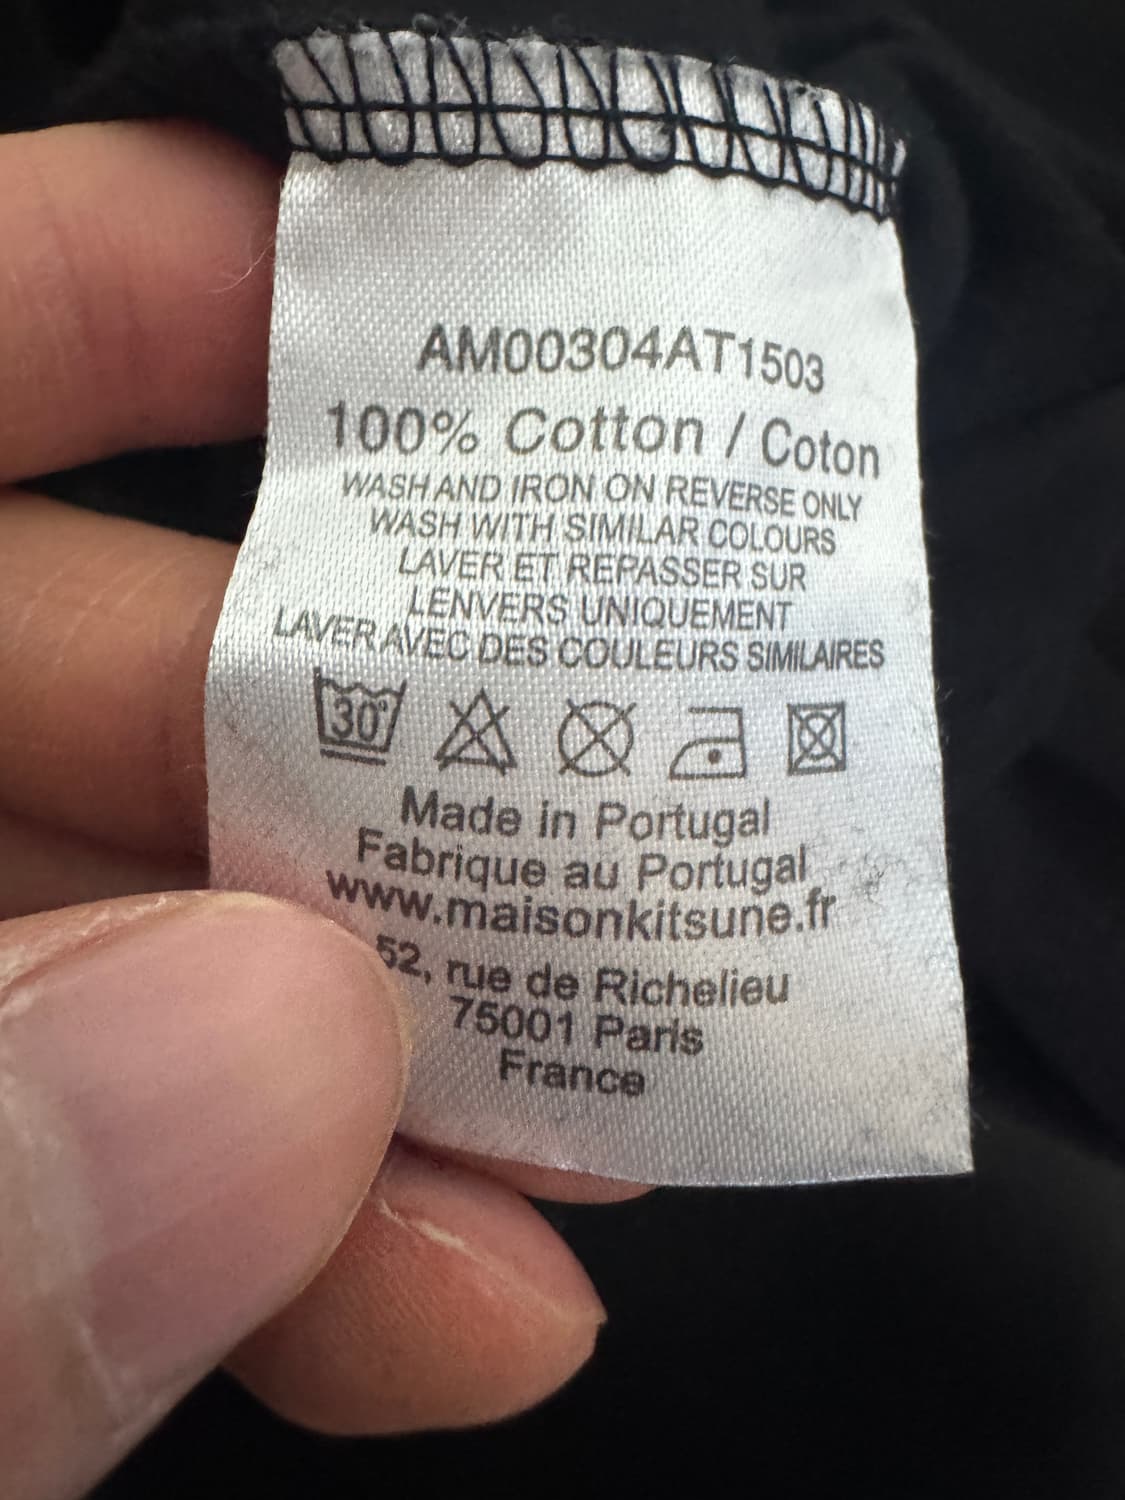 AM00304AT1503
100% Cotton / Coton
WASH AND IRON ON REVERSE ONLY
WASH WITH SIMILAR COLOURS
LAVER ET REPASSER SUR
LENVERS UNIQUEMENT
LAVER AVEC DES COULEURS SIMILAIRES
30°
Made in Portugal
Fabrique au Portugal
www.maisonkitsune.fr
52, rue de Richelieu
75001 Paris
France